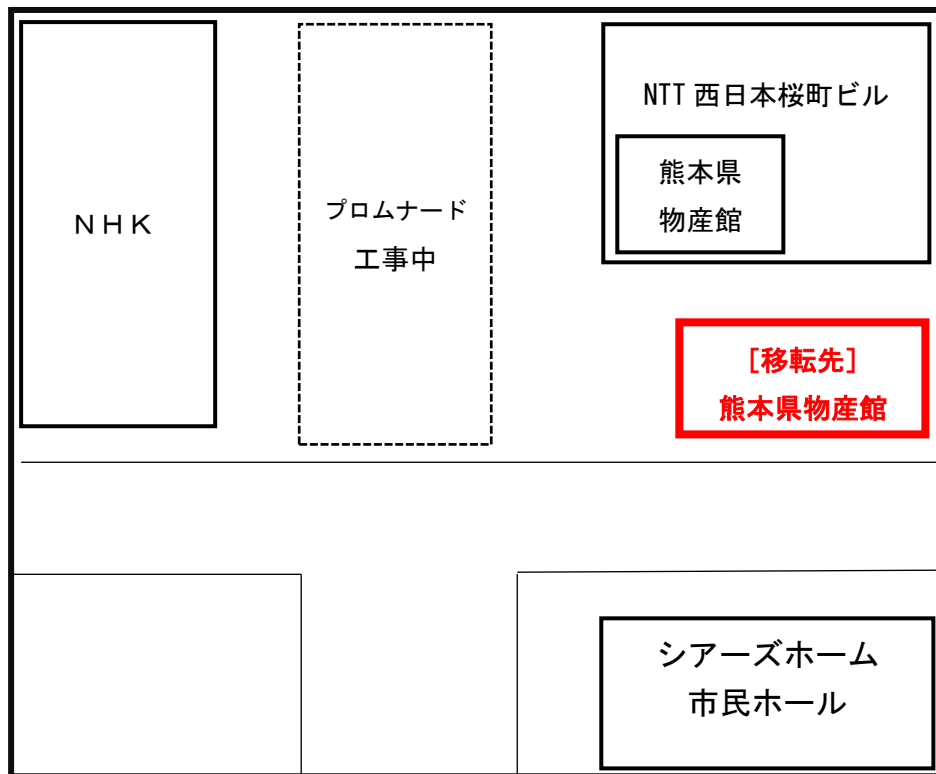 ＮＨＫ
プロムナード
工事中
NTT 西日本桜町ビル
熊本県
物産館
［移転先］
熊本県物産館
シアーズホーム
市民ホール